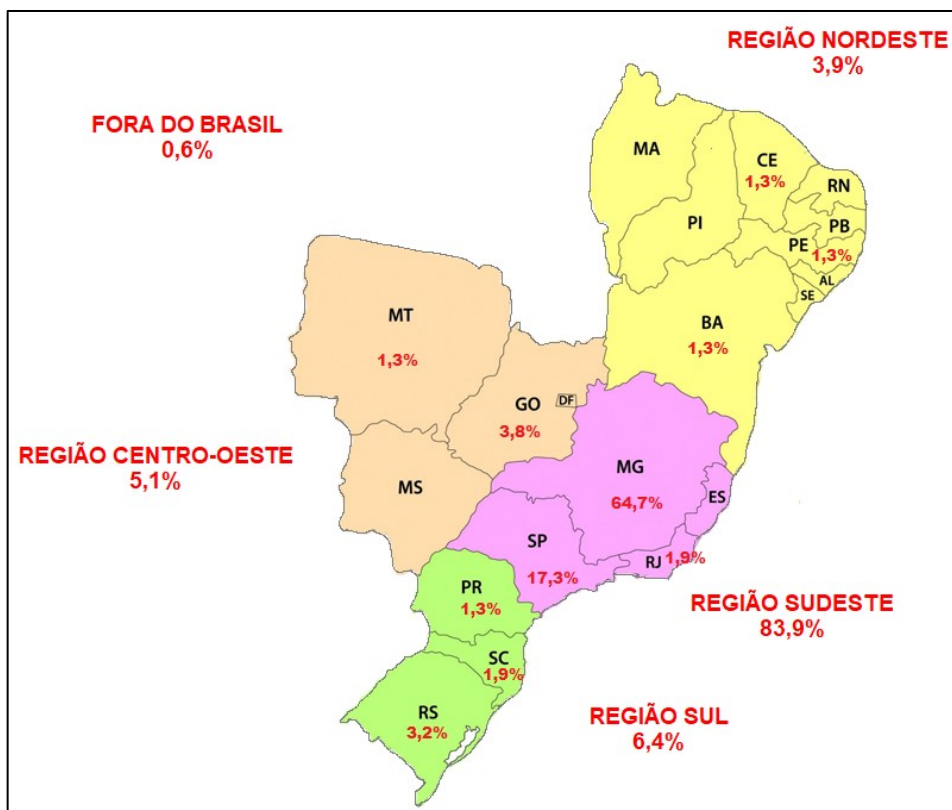 REGIÃO NORDESTE
3,9%
FORA DO BRASIL
0,6%
MA
CE
1,3%
RN
PI
PB
PE
1,3%
AL
SE
MT
1,3%
BA
1,3%
GO
DF
3,8%
REGIÃO CENTRO-OESTE
5,1%
MS
MG
64,7%
ES
SP
17,3%
RJ
1,9%
PR
1,3%
REGIÃO SUDESTE
83,9%
SC
1,9%
RS
3,2%
REGIÃO SUL
6,4%